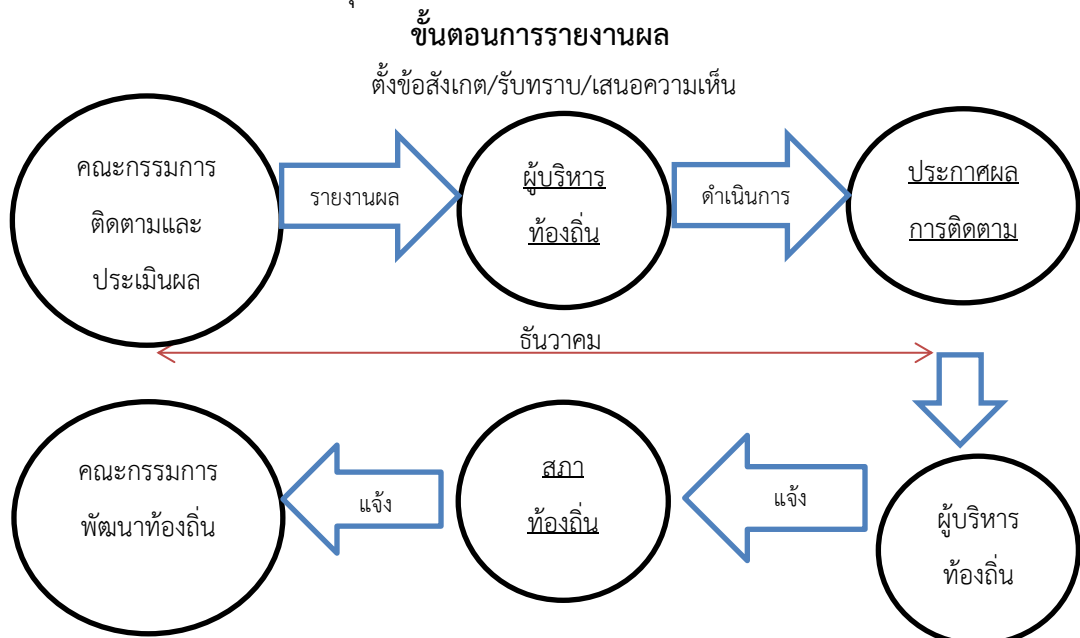 ขั้นตอนการรายงานผล
ตั้งข้อสังเกต/รับทราบ/เสนอความเห็น
คณะกรรมการ
ติดตามและ
ประเมินผล
รายงานผล
ผู้บริหาร
ท้องถิ่น
ดำเนินการ
ประกาศผล
การติดตาม
ธันวาคม
ผู้บริหาร
ท้องถิ่น
แจ้ง
สภา
ท้องถิ่น
แจ้ง
คณะกรรมการ
พัฒนาท้องถิ่น